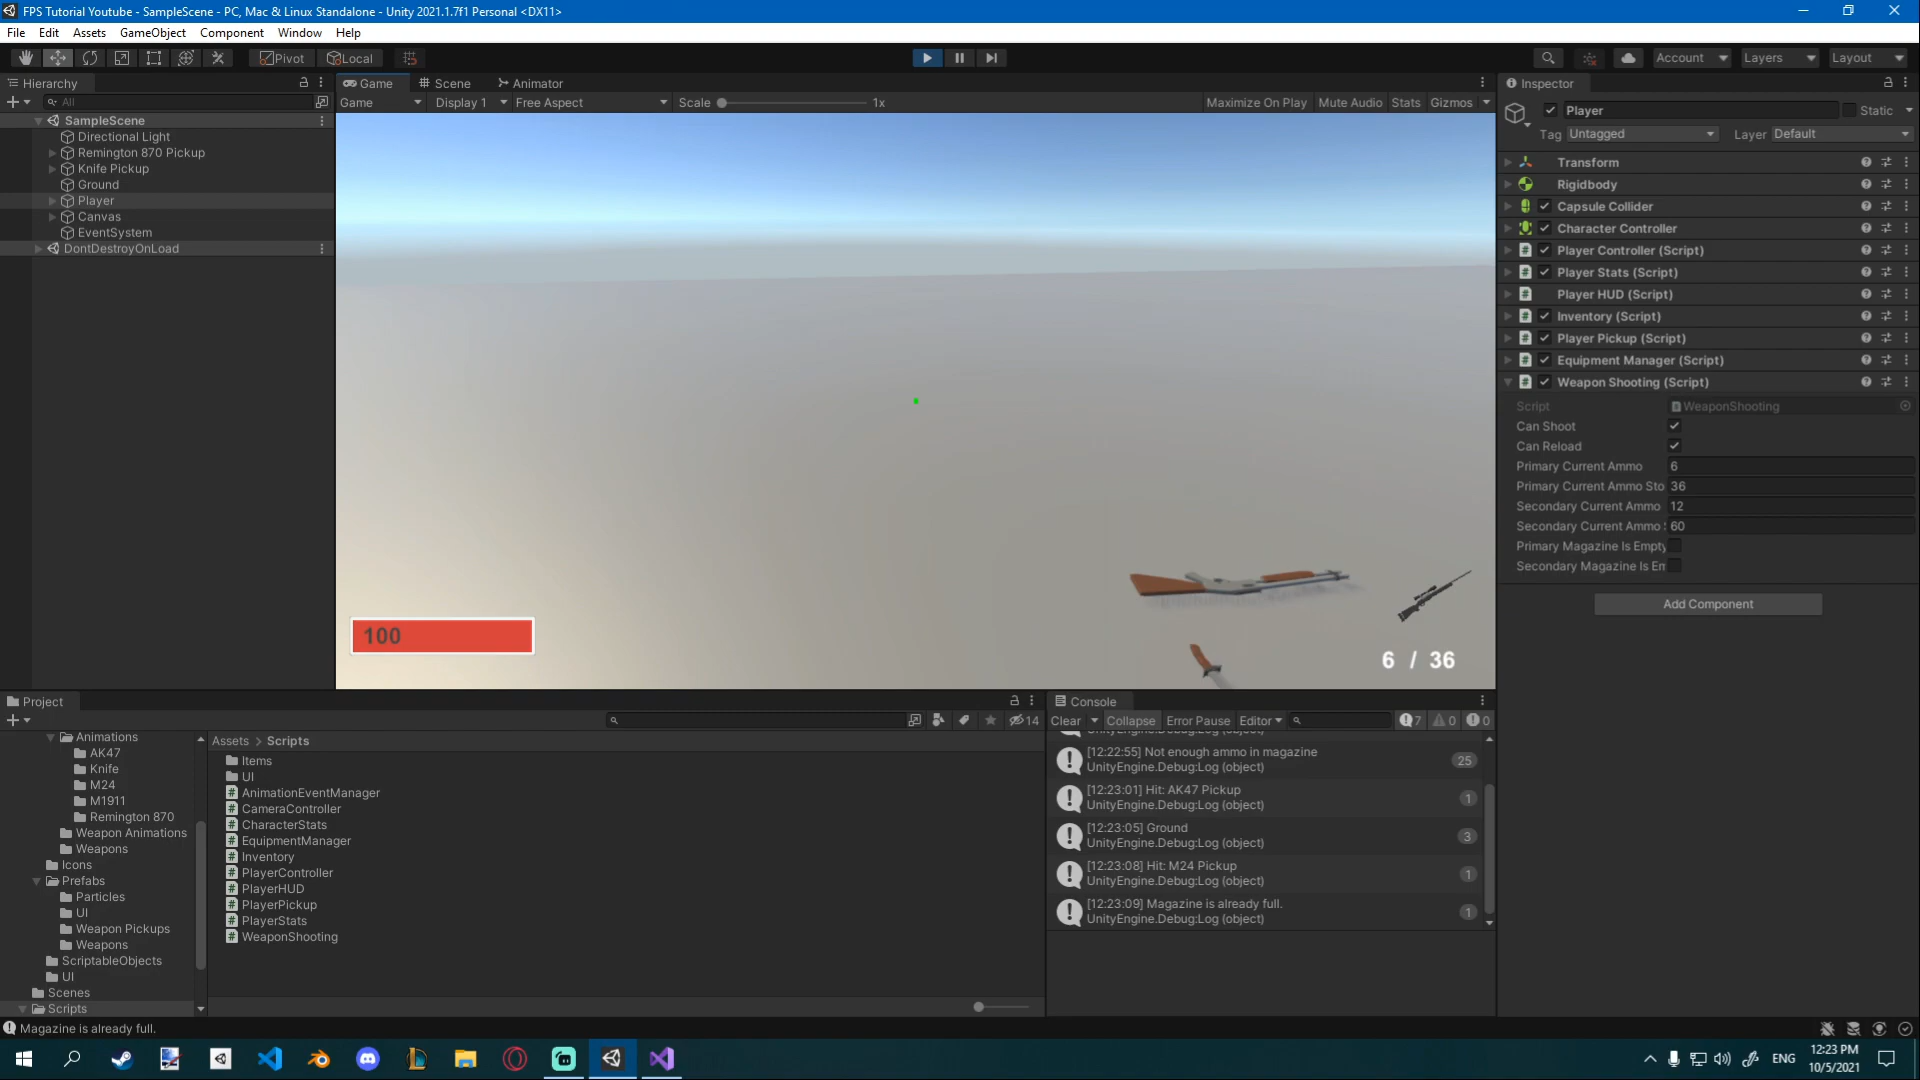 FPS Tutorial Youtube - SampleScene - PC, Mac & Linux Standalone - Unity 2021.1.7f1 Personal <DX11>
File Edit Assets GameObject Component Window Help
Pivot Local
Account Layers Layout
Hierarchy
All
SampleScene
Directional Light
Remington 870 Pickup
Knife Pickup
Ground
Player
Canvas
EventSystem
DontDestroyOnLoad
Game Scene Animator
Game Display 1 Free Aspect Scale 1x Maximize On Play Mute Audio Stats Gizmos
100
6 / 36
Inspector
Player Static
Tag Untagged Layer Default
Transform
Rigidbody
Capsule Collider
Character Controller
Player Controller (Script)
Player Stats (Script)
Player HUD (Script)
Inventory (Script)
Player Pickup (Script)
Equipment Manager (Script)
Weapon Shooting (Script)
Script WeaponShooting
Can Shoot
Can Reload
Primary Current Ammo 6
Primary Current Ammo Sto 36
Secondary Current Ammo 12
Secondary Current Ammo 60
Primary Magazine Is Empty
Secondary Magazine Is Em
Add Component
Project
14
Animations
AK47
Knife
M24
M1911
Remington 870
Weapon Animations
Weapons
Icons
Prefabs
Particles
UI
Weapon Pickups
Weapons
ScriptableObjects
UI
Scenes
Scripts
Assets > Scripts
Items
UI
AnimationEventManager
CameraController
CharacterStats
EquipmentManager
Inventory
PlayerController
PlayerHUD
PlayerPickup
PlayerStats
WeaponShooting
Console
Clear Collapse Error Pause Editor 7 0 0
UnityEngine.Debug:Log (object)
[12:22:55] Not enough ammo in magazine
UnityEngine.Debug:Log (object)
25
[12:23:01] Hit: AK47 Pickup
UnityEngine.Debug:Log (object)
1
[12:23:05] Ground
UnityEngine.Debug:Log (object)
3
[12:23:08] Hit: M24 Pickup
UnityEngine.Debug:Log (object)
1
[12:23:09] Magazine is already full.
UnityEngine.Debug:Log (object)
1
Magazine is already full.
ENG
12:23 PM
10/5/2021